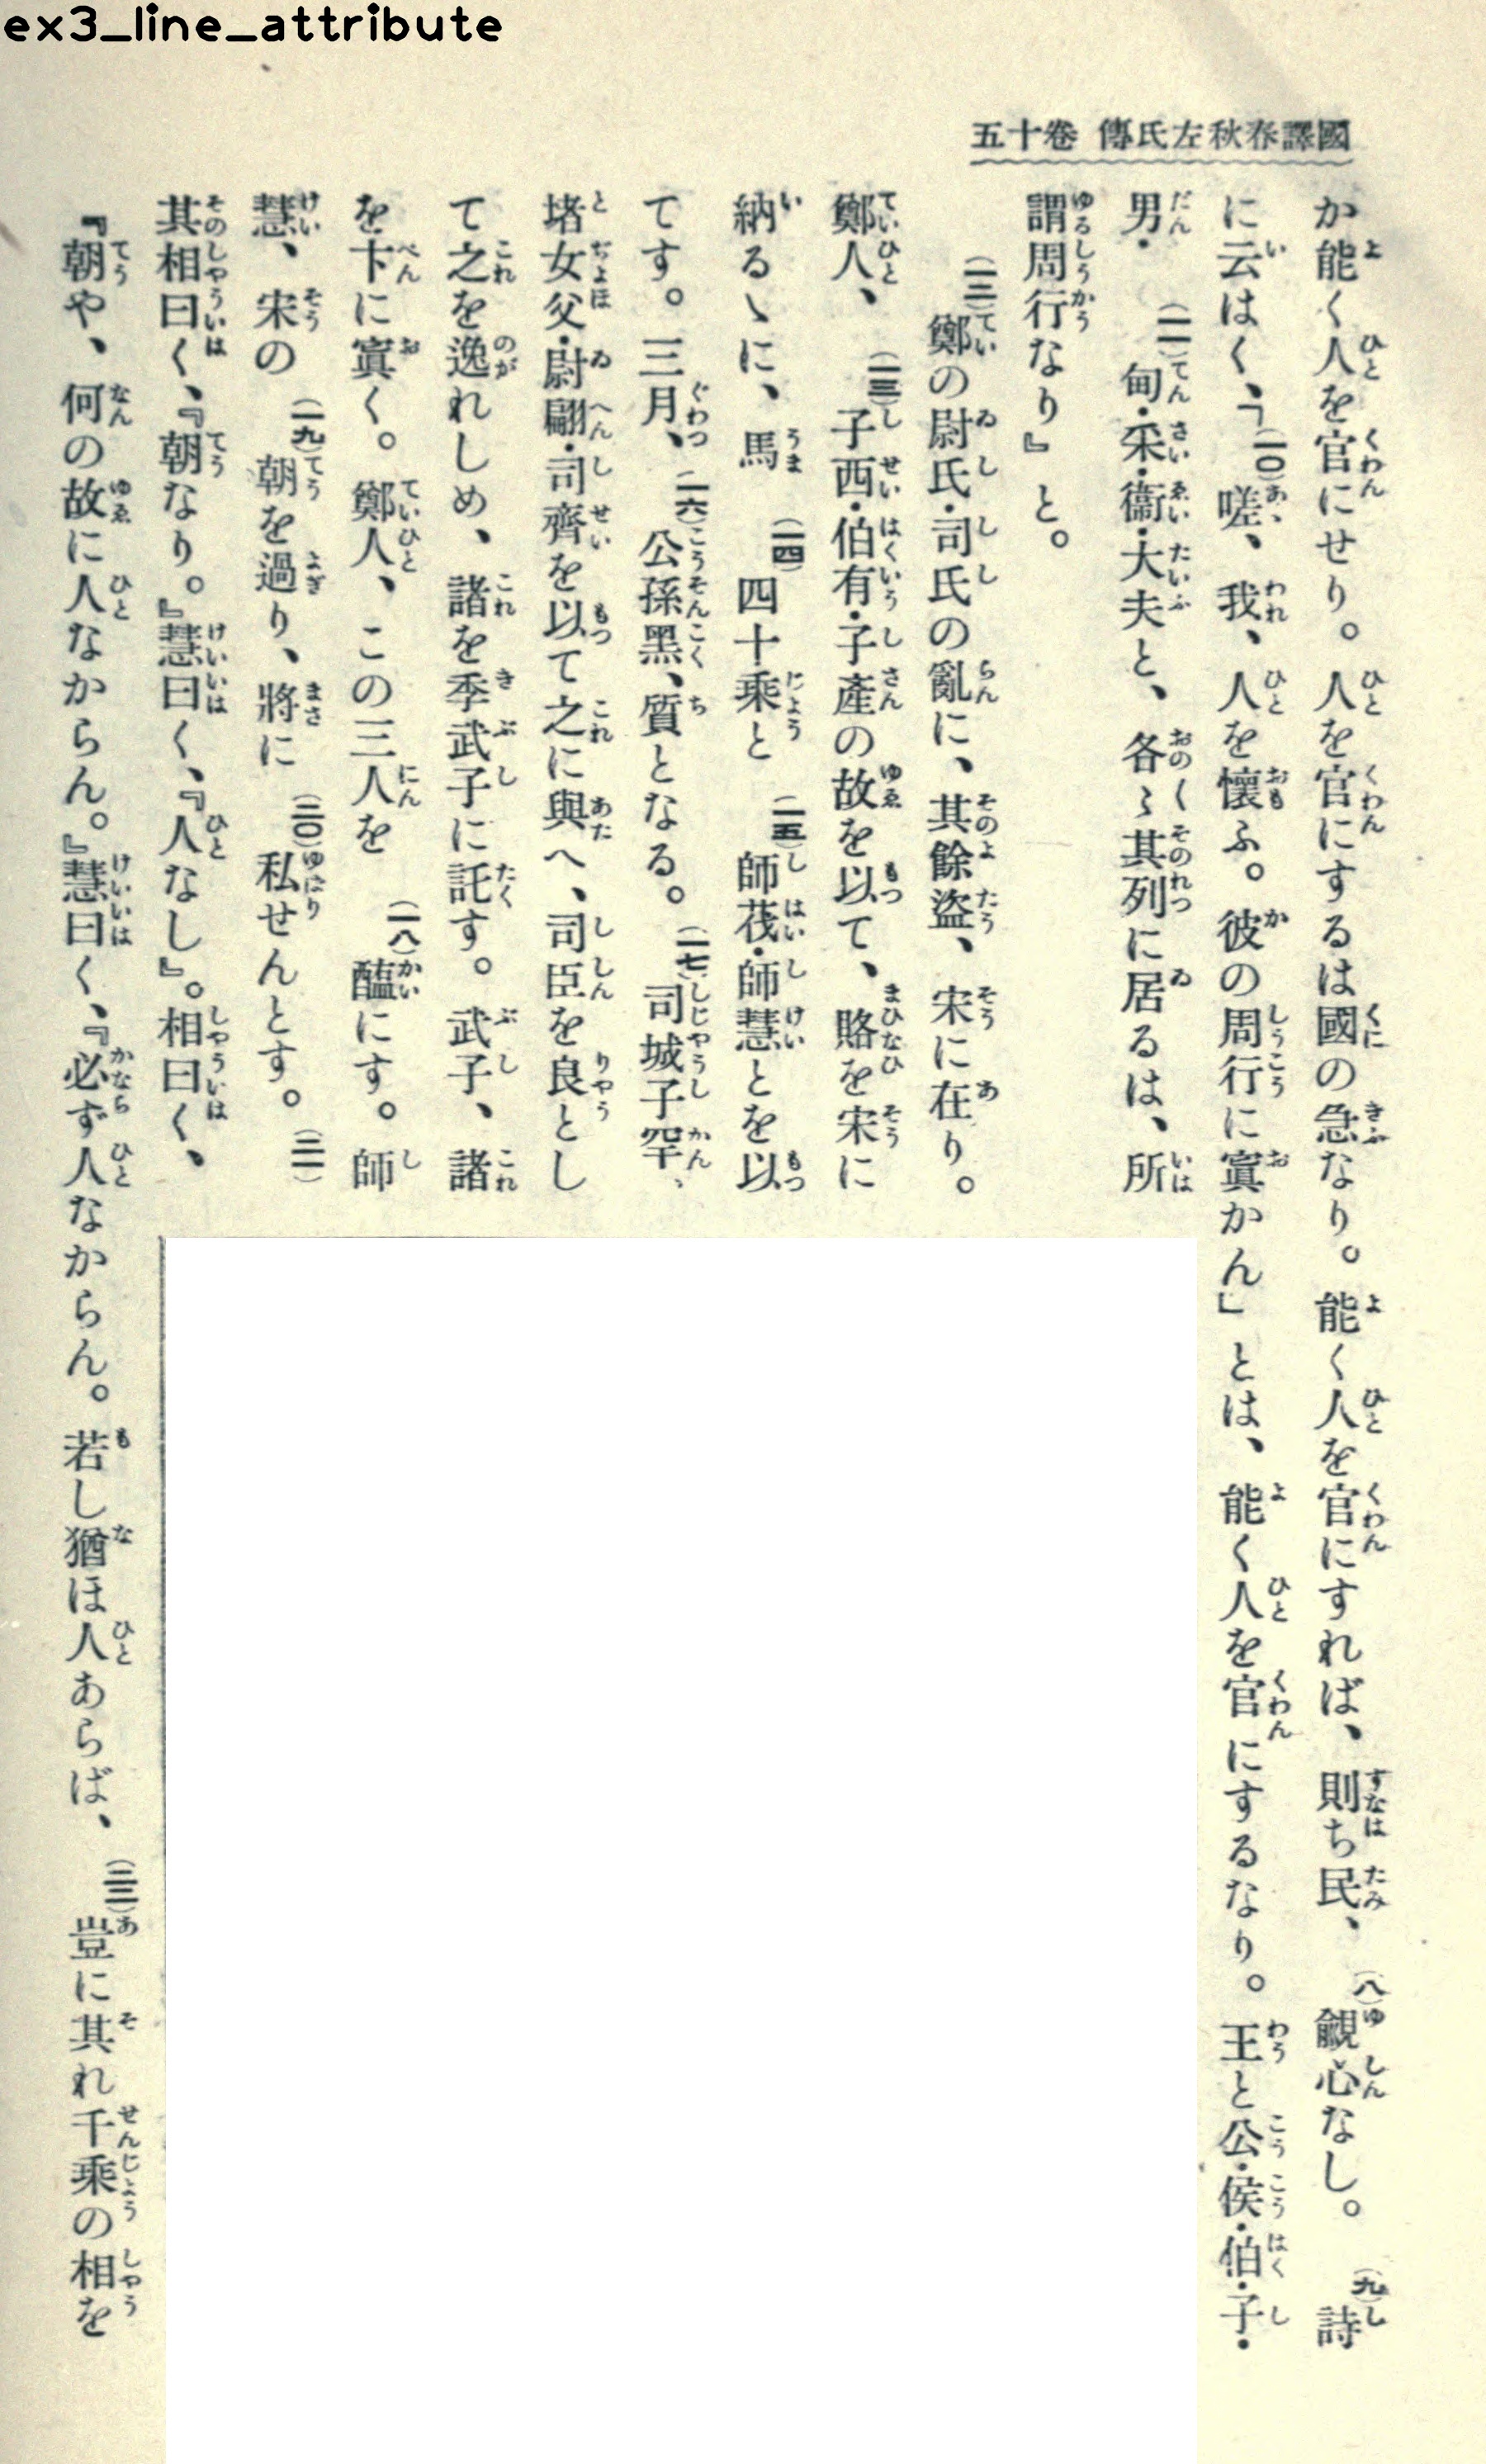 ex3_line_attribute
國譯春秋左氏傳 卷十五
か能く人を官にせり。人を官にするは國の急なり。能く人を官にすれば、則ち民、(八)覦心なし。(九)詩
に云はく、「(一〇)嗟、我、人を懷ふ。彼の周行に寘かん」とは、能く人を官にするなり。王と公・侯・伯・子・
男・(一一)甸・采・衞・大夫と、各〻其列に居るは、所
謂周行なり』と。
(一二)鄭の尉氏・司氏の亂に、其餘盜、宋に在り。
鄭人、(一三)子西・伯有・子產の故を以て、賂を宋に
納るゝに、馬(一四)四十乘と(一五)師茷・師慧とを以
てす。三月、(一六)公孫黑、質となる。(一七)司城子罕、
堵女父・尉翩・司齊を以て之に與へ、司臣を良とし
て之を逸れしめ、諸を季武子に託す。武子、諸
を卞に寘く。鄭人、この三人を(一八)醢にす。師
慧、宋の(一九)朝を過り、將に(二〇)私せんとす。(二一)
其相曰く、『朝なり。』慧曰く、『人なし』。相曰く、
『朝や、何の故に人なからん。』慧曰く、『必ず人なからん。若し猶ほ人あらば、(二二)豈に其れ千乘の相を